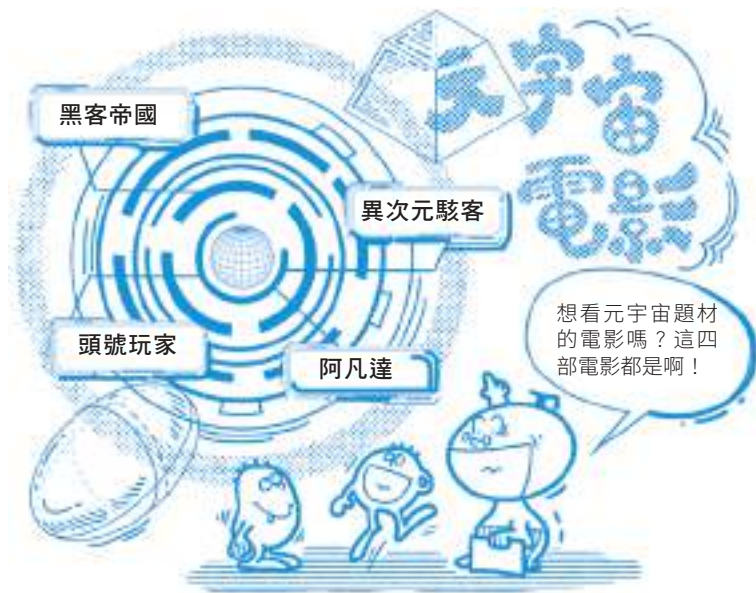 元宇宙
電影
黑客帝國
異次元駭客
頭號玩家
阿凡達
想看元宇宙題材
的電影嗎？這四
部電影都是啊！